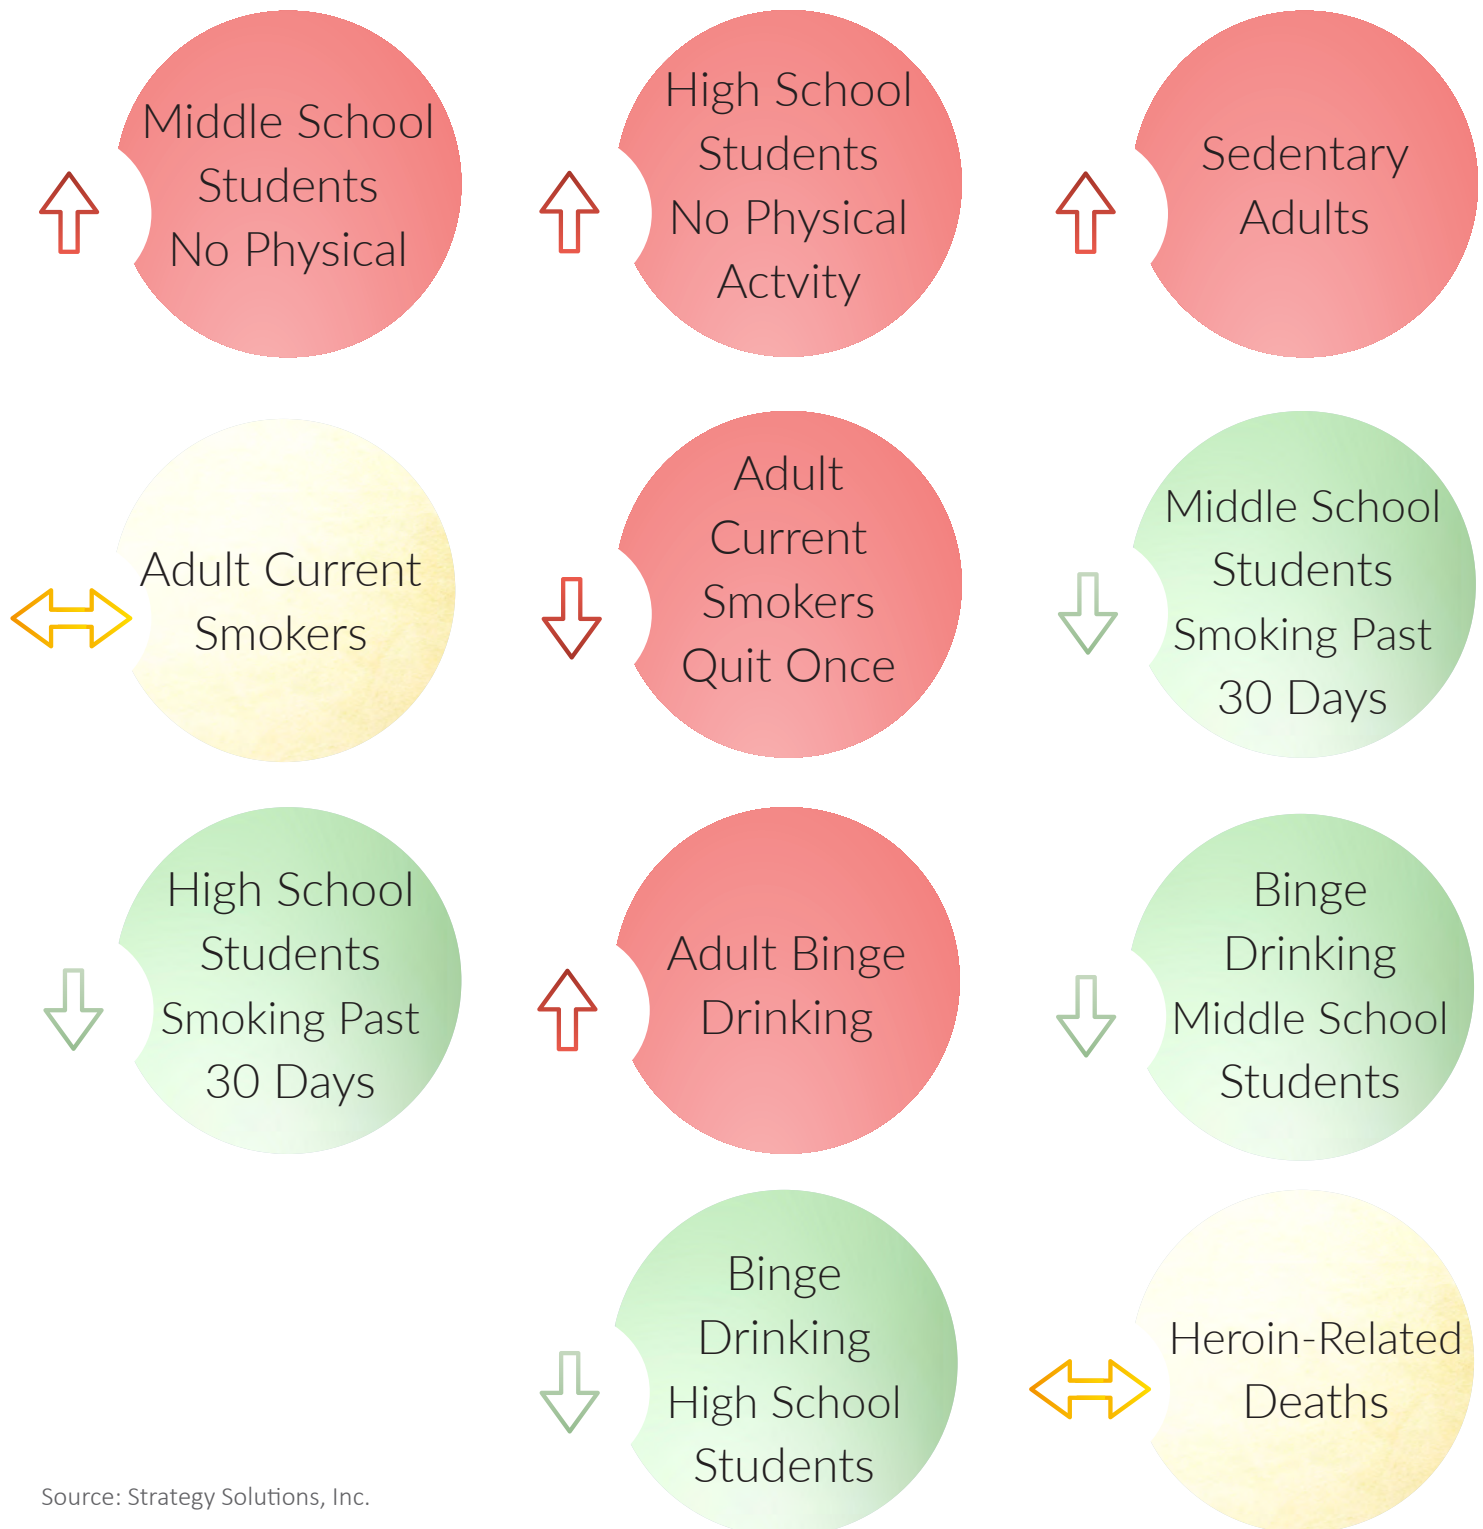 Middle School
Students
No Physical
High School
Students
No Physical
Actvity
Sedentary
Adults
Adult Current
Smokers
Adult
Current
Smokers
Quit Once
Middle School
Students
Smoking Past
30 Days
High School
Students
Smoking Past
30 Days
Adult Binge
Drinking
Binge
Drinking
Middle School
Students
Binge
Drinking
High School
Students
Heroin-Related
Deaths
Source: Strategy Solutions, Inc.